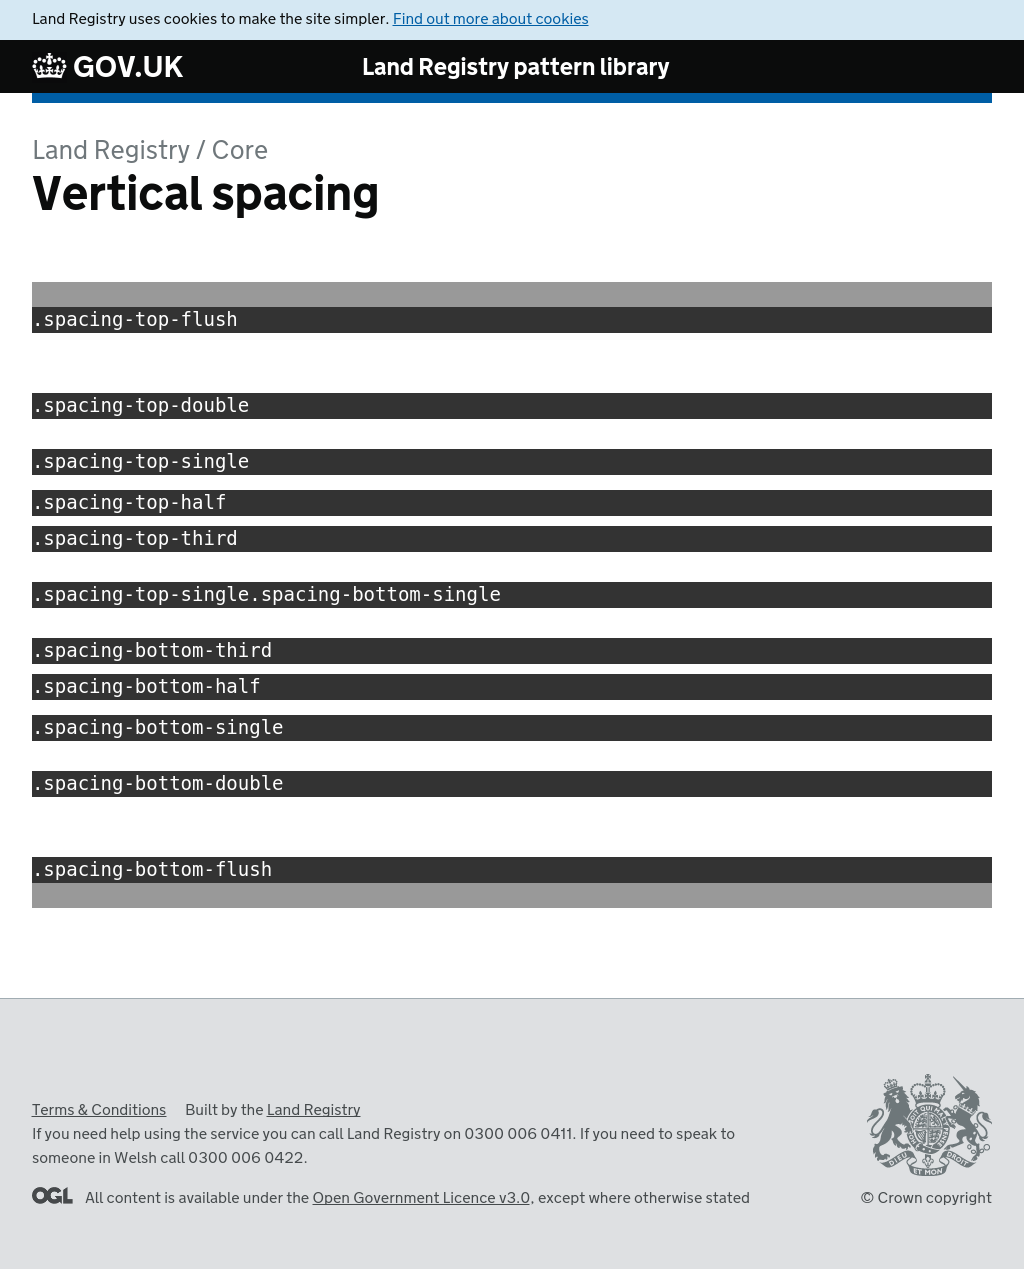 Land Registry uses cookies to make the site simpler. Find out more about cookies
GOV.UK
Land Registry pattern library
Land Registry / Core
Vertical spacing
.spacing-top-flush
.spacing-top-double
.spacing-top-single
.spacing-top-half
.spacing-top-third
.spacing-top-single.spacing-bottom-single
.spacing-bottom-third
.spacing-bottom-half
.spacing-bottom-single
.spacing-bottom-double
.spacing-bottom-flush
Terms & Conditions Built by the Land Registry
If you need help using the service you can call Land Registry on 0300 006 0411. If you need to speak to
someone in Welsh call 0300 006 0422.
DIEU ET MON DROIT
OGL All content is available under the Open Government Licence v3.0, except where otherwise stated
© Crown copyright